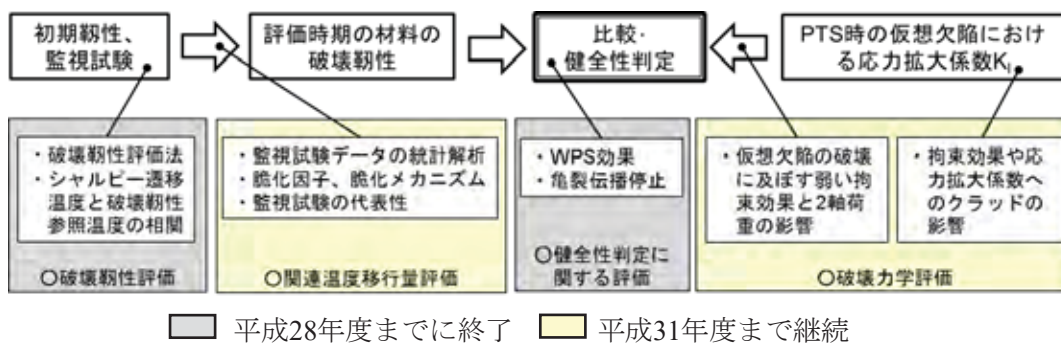 初期靭性、
監視試験
評価時期の材料の
破壊靭性
比較・
健全性判定
PTS時の仮想欠陥におけ
る応力拡大係数KI
・破壊靭性評価法
・シャルピー遷移
温度と破壊靭性
参照温度の相関
〇破壊靭性評価
・監視試験データの統計解析
・脆化因子、脆化メカニズム
・監視試験の代表性
〇関連温度移行量評価
・WPS効果
・亀裂伝播停止
〇健全性判定に
関する評価
・仮想欠陥の破壊
に及ぼす弱い拘
束効果と2軸荷
重の影響
・拘束効果や応
力拡大係数へ
のクラッドの
影響
〇破壊力学評価
平成28年度までに終了
平成31年度まで継続